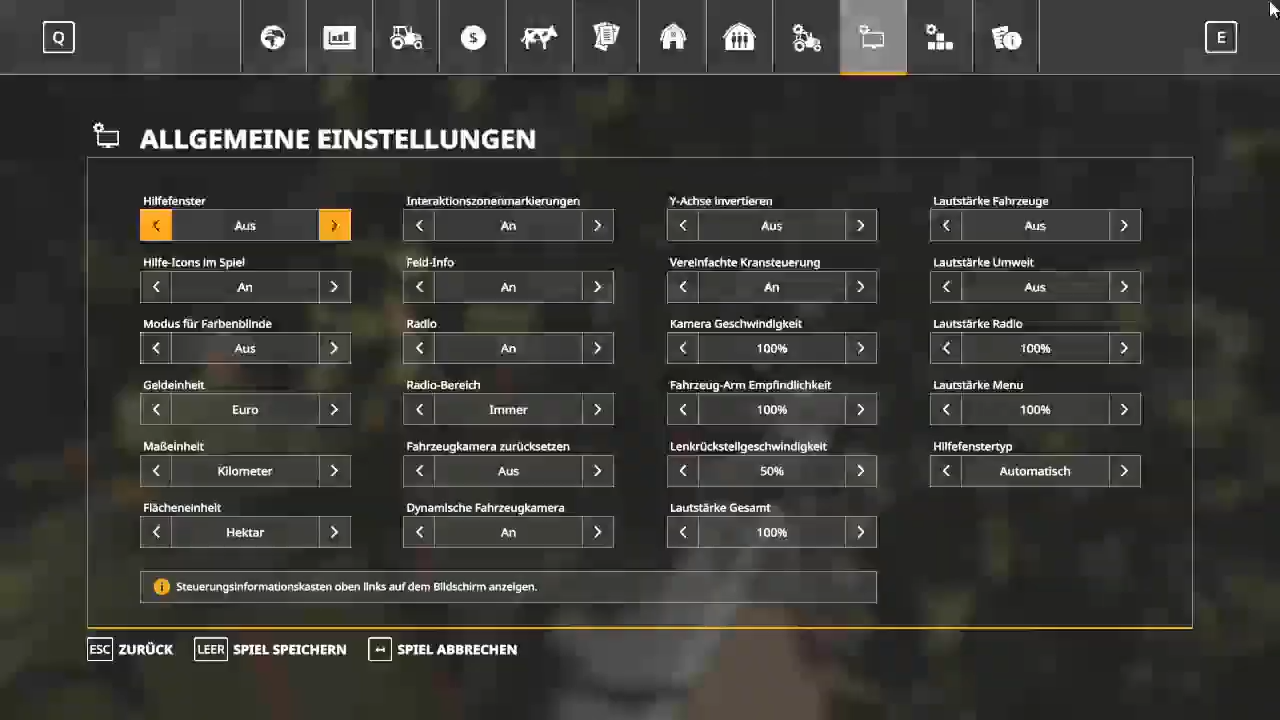 Q
E
ALLGEMEINE EINSTELLUNGEN
Hilfefenster
Aus
Hilfe-Icons im Spiel
An
Modus für Farbenblinde
Aus
Geldeinheit
Euro
Maßeinheit
Kilometer
Flächeneinheit
Hektar
Interaktionszonenmarkierungen
An
Feld-Info
An
Radio
An
Radio-Bereich
Immer
Fahrzeugkamera zurücksetzen
Aus
Dynamische Fahrzeugkamera
An
Y-Achse invertieren
Aus
Vereinfachte Kransteuerung
An
Kamera Geschwindigkeit
100%
Fahrzeug-Arm Empfindlichkeit
100%
Lenkrückstellgeschwindigkeit
50%
Lautstärke Gesamt
100%
Lautstärke Fahrzeuge
Aus
Lautstärke Umwelt
Aus
Lautstärke Radio
100%
Lautstärke Menu
100%
Hilfefenstertyp
Automatisch
Steuerungsinformationskasten oben links auf dem Bildschirm anzeigen.
ESC ZURÜCK LEER SPIEL SPEICHERN SPIEL ABBRECHEN